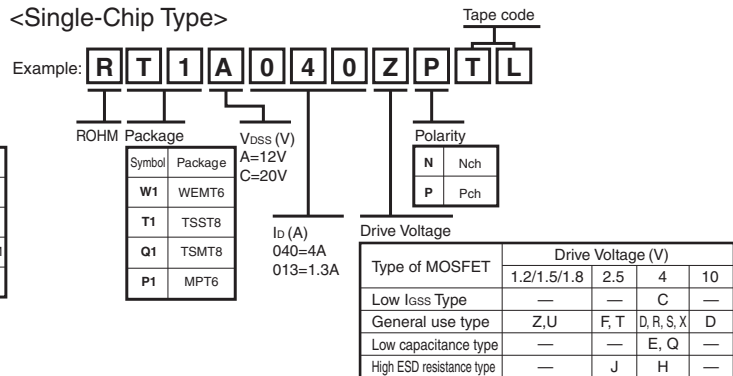 <Single-Chip Type>
Tape code
Example: R T 1 A 0 4 0 Z P T L
ROHM Package
Symbol Package
W1 WEMT6
T1 TSST8
Q1 TSMT8
P1 MPT6
VDSS (V)
A=12V
C=20V
ID (A)
040=4A
013=1.3A
Polarity
N Nch
P Pch
Drive Voltage
Type of MOSFET Drive Voltage (V)
1.2/1.5/1.8 2.5 4 10
Low IGSS Type — — C —
General use type Z,U F, T D, R, S, X D
Low capacitance type — — E, Q —
High ESD resistance type — J H —